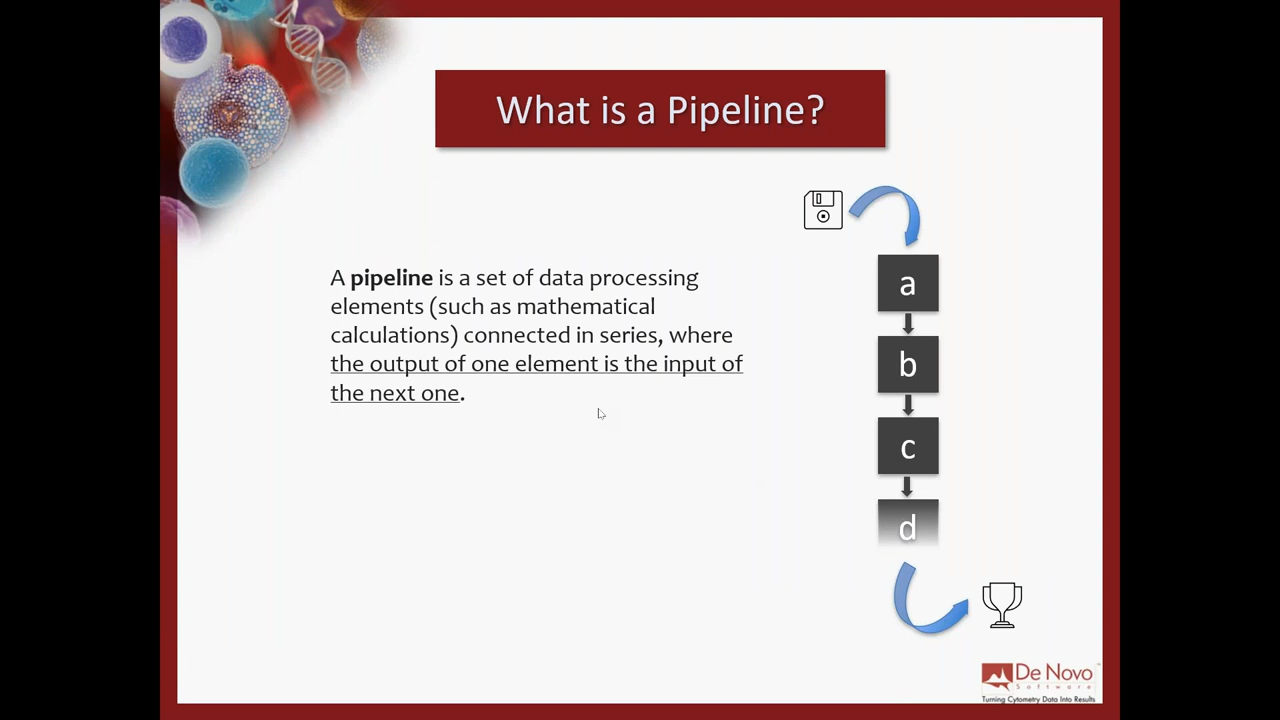 What is a Pipeline?
A pipeline is a set of data processing
elements (such as mathematical
calculations) connected in series, where
the output of one element is the input of
the next one.
a
b
c
d
De Novo
Software
Turning Cytometry Data Into Results